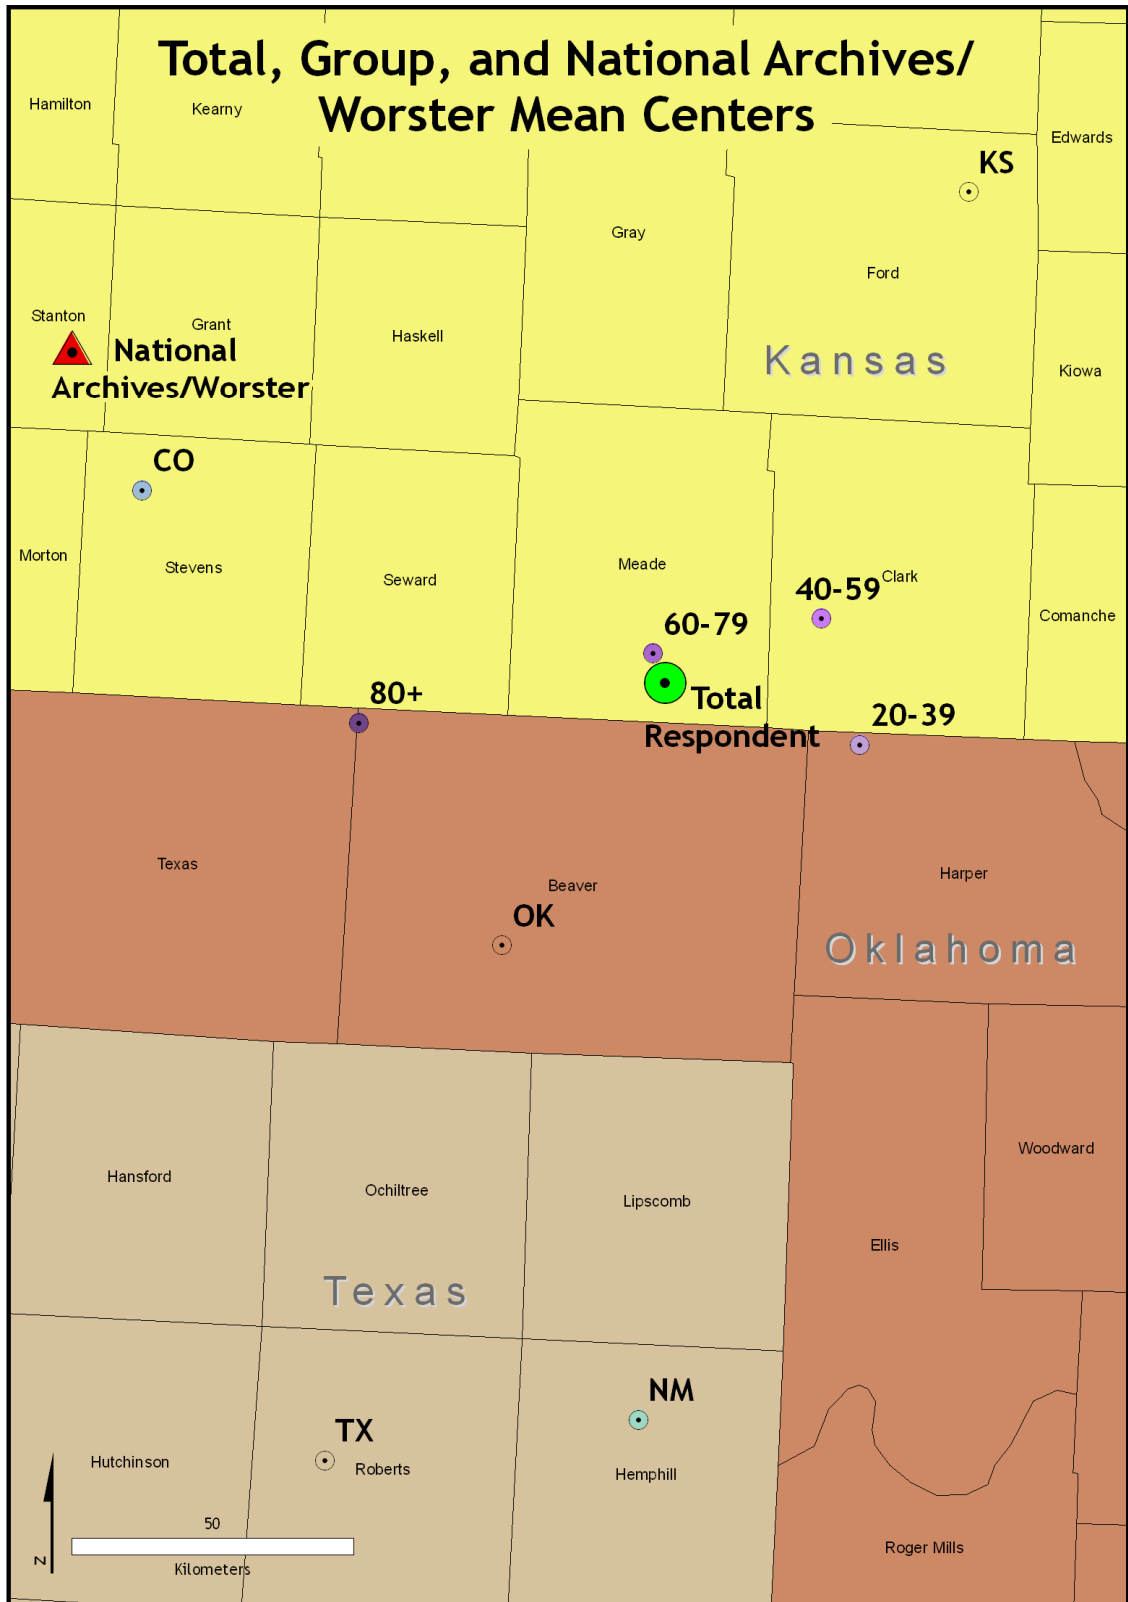 Total, Group, and National Archives/
Worster Mean Centers
Hamilton
Kearny
Edwards
KS
Gray
Ford
Stanton
Grant
Haskell
National
Archives/Worster
Kansas
Kiowa
CO
Morton
Stevens
Seward
Meade
40-59
Clark
Comanche
60-79
80+
Total
Respondent
20-39
Texas
Beaver
Harper
OK
Oklahoma
Hansford
Ochiltree
Lipscomb
Woodward
Ellis
Texas
NM
TX
Hutchinson
Roberts
Hemphill
50
Kilometers
N
Roger Mills